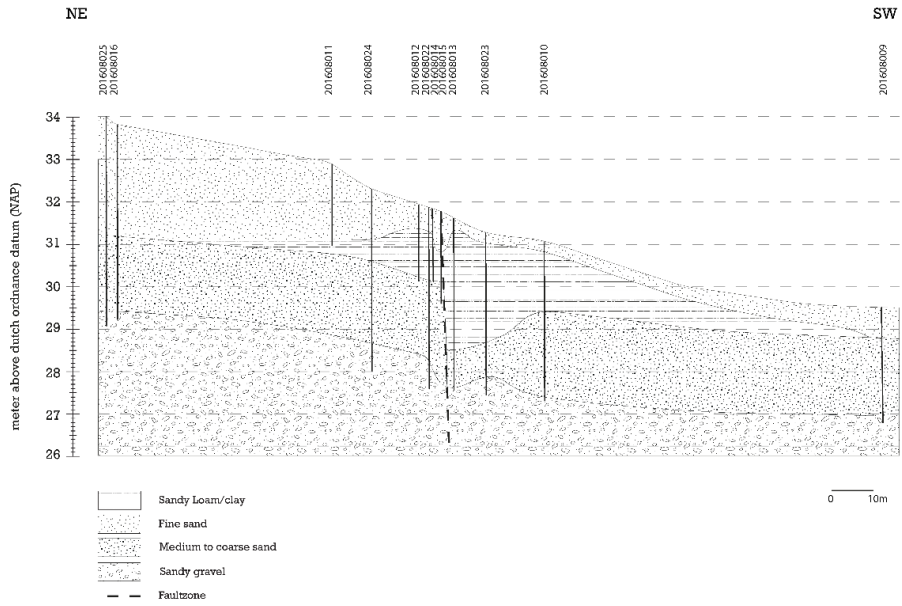 NE
SW
201608025
201608016
201608011
201608024
201608012
201608022
201608014
201608015
201608013
201608023
201608010
201608009
meter above dutch ordnance datum (NAP)
34
33
32
31
30
29
28
27
26
0 10m
Sandy Loam/clay
Fine sand
Medium to coarse sand
Sandy gravel
Faultzone